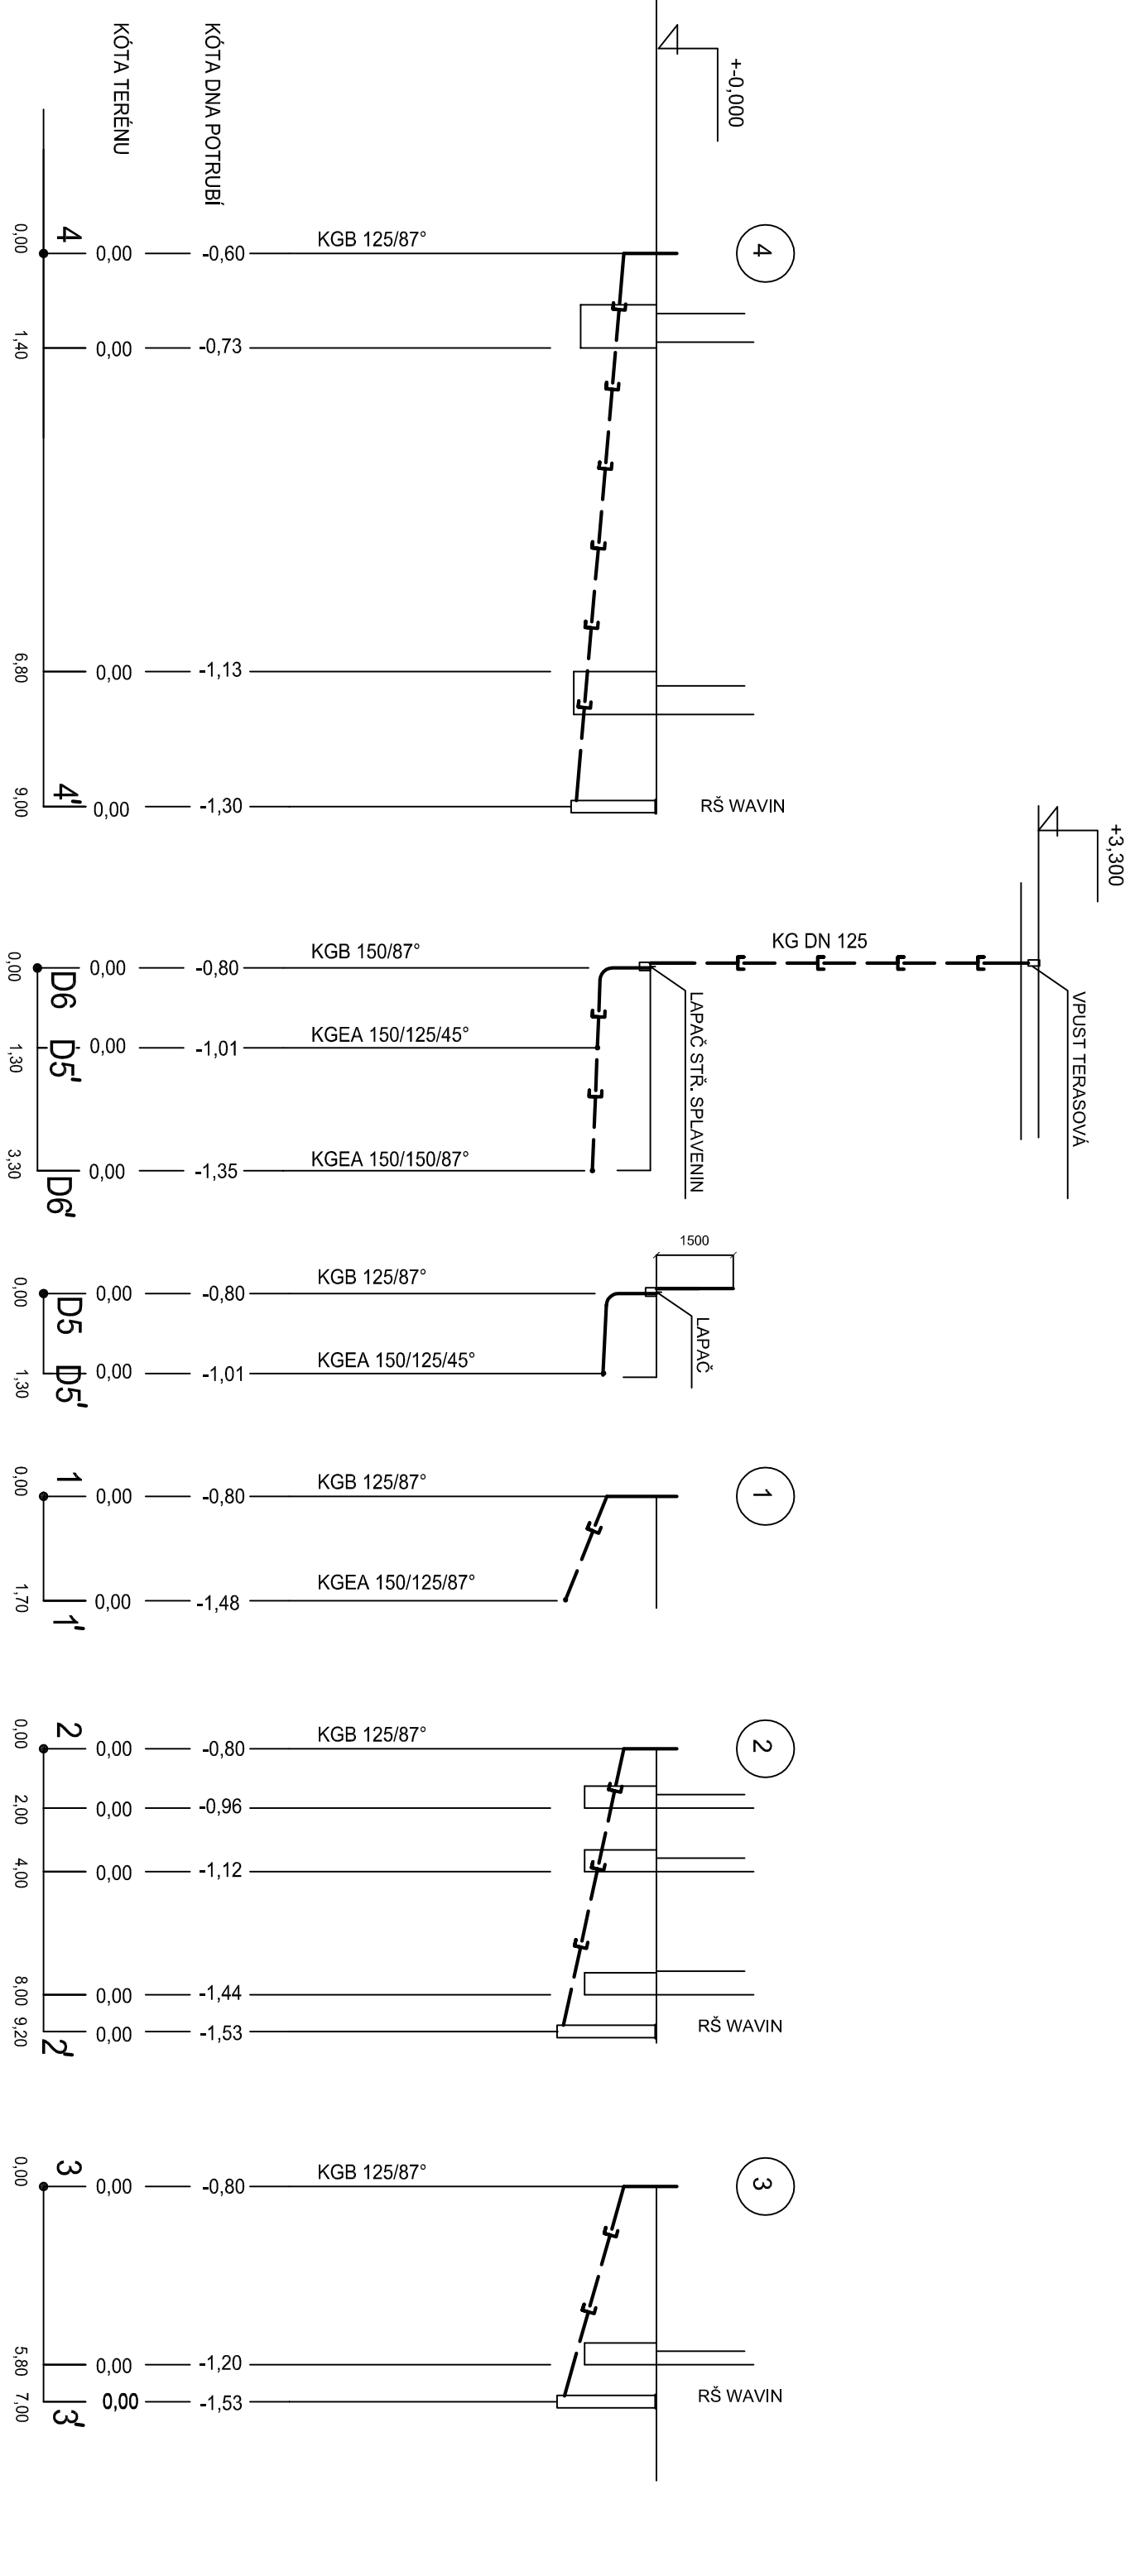 +-0,000
KÓTA TERÉNU
KÓTA DNA POTRUBÍ
4
KGB 125/87°
4 0,00 -0,60
0,00
0,00 -0,73
1,40
0,00 -1,13
6,80
4' 0,00 -1,30
9,00
RŠ WAVIN
+3,300
KG DN 125
VPUST TERASOVÁ
LAPAČ STŘ. SPLAVENIN
KGB 150/87°
D6 0,00 -0,80
0,00
KGEA 150/125/45°
D5' 0,00 -1,01
1,30
KGEA 150/150/87°
D6' 0,00 -1,35
3,30
1500
LAPAČ
KGB 125/87°
D5 0,00 -0,80
0,00
KGEA 150/125/45°
D5' 0,00 -1,01
1,30
1
KGB 125/87°
1 0,00 -0,80
0,00
KGEA 150/125/87°
1' 0,00 -1,48
1,70
2
KGB 125/87°
2 0,00 -0,80
0,00
0,00 -0,96
2,00
0,00 -1,12
4,00
0,00 -1,44
8,00
2' 0,00 -1,53
9,20
RŠ WAVIN
3
KGB 125/87°
3 0,00 -0,80
0,00
0,00 -1,20
5,80
3' 0,00 -1,53
7,00
RŠ WAVIN